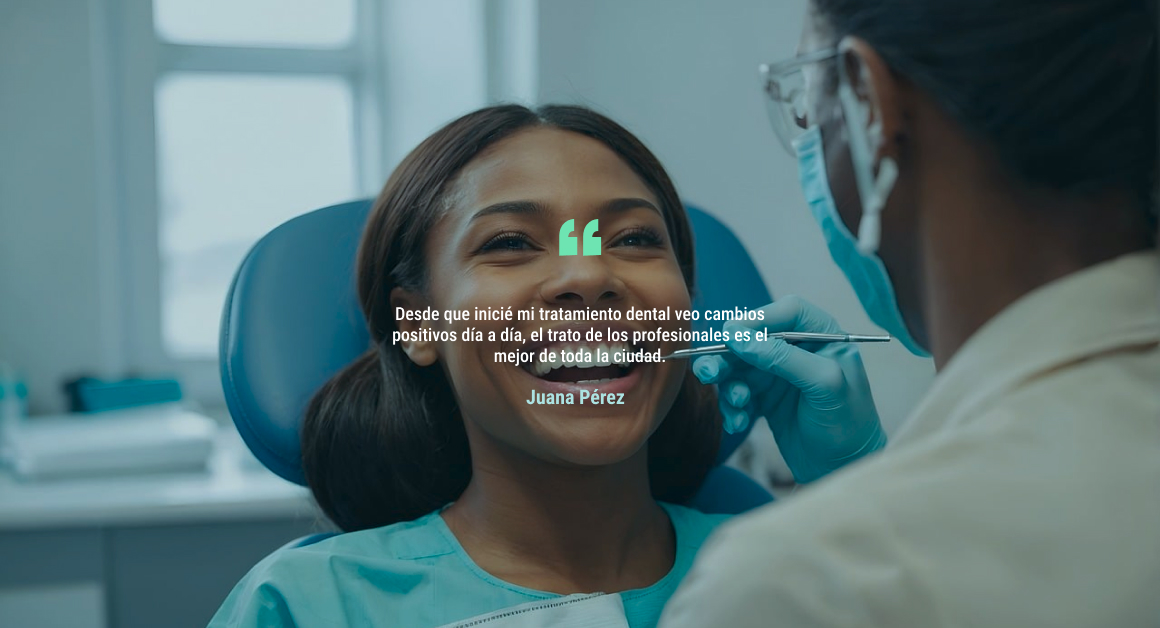 ❝
Desde que inicié mi tratamiento dental veo cambios
positivos día a día, el trato de los profesionales es el
mejor de toda la ciudad.
Juana Pérez